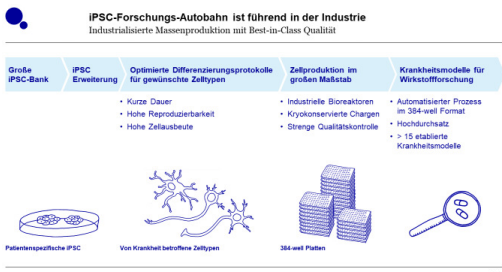 iPSC-Forschungs-Autobahn ist führend in der Industrie
Industrialisierte Massenproduktion mit Best-in-Class Qualität
Große
iPSC-Bank
iPSC
Erweiterung
Optimierte Differenzierungsprotokolle
für gewünschte Zelltypen
Zellproduktion im
großen Maßstab
Krankheitsmodelle für
Wirkstoffforschung
• Kurze Dauer
• Hohe Reproduzierbarkeit
• Hohe Zellausbeute
• Industrielle Bioreaktoren
• Kryokonservierte Chargen
• Strenge Qualitätskontrolle
• Automatisierter Prozess
im 384-well Format
• Hochdurchsatz
• > 15 etablierte
Krankheitsmodelle
Patientenspezifische iPSC
Von Krankheit betroffene Zelltypen
384-well Platten